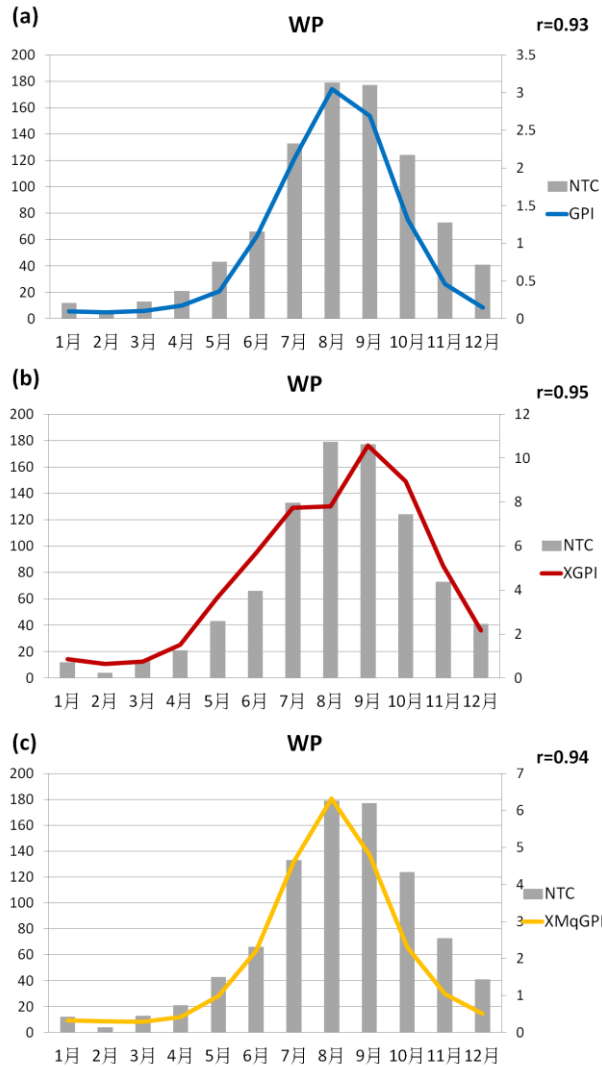 (a)
WP
r=0.93
200 3.5
180
160 3
140 2.5
120 2
100
80 1.5
60 1
40
20 0.5
0 0
1月 2月 3月 4月 5月 6月 7月 8月 9月 10月 11月 12月
NTC
GPI
(b)
WP
r=0.95
200 12
180
160 10
140
120 8
100 6
80
60 4
40
20 2
0 0
1月 2月 3月 4月 5月 6月 7月 8月 9月 10月 11月 12月
NTC
XGPI
(c)
WP
r=0.94
200 7
180
160 6
140 5
120
100 4
80 3
60 2
40
20 1
0 0
1月 2月 3月 4月 5月 6月 7月 8月 9月 10月 11月 12月
NTC
XMqGPI